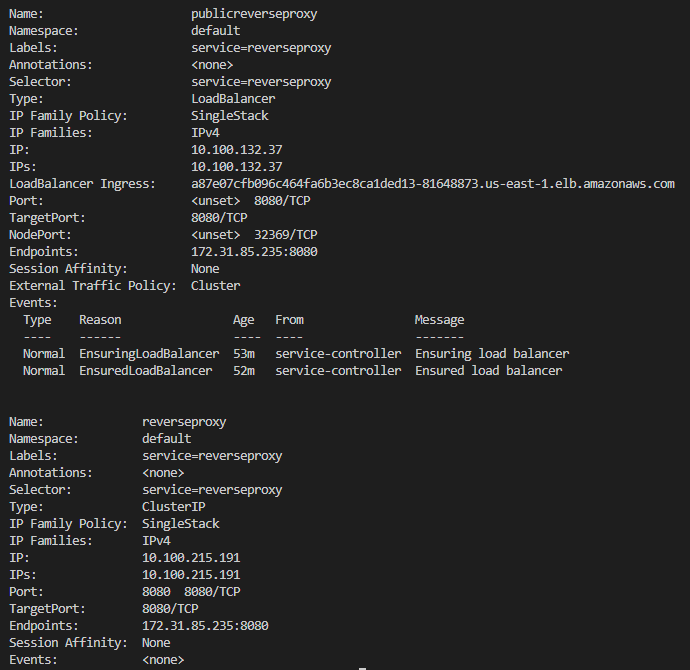 Name:                     publicreverseproxy
Namespace:                default
Labels:                   service=reverseproxy
Annotations:              <none>
Selector:                 service=reverseproxy
Type:                     LoadBalancer
IP Family Policy:         SingleStack
IP Families:              IPv4
IP:                       10.100.132.37
IPs:                      10.100.132.37
LoadBalancer Ingress:     a87e07cfb096c464fa6b3ec8ca1ded13-81648873.us-east-1.elb.amazonaws.com
Port:                     <unset>  8080/TCP
TargetPort:               8080/TCP
NodePort:                 <unset>  32369/TCP
Endpoints:                172.31.85.235:8080
Session Affinity:         None
External Traffic Policy:  Cluster
Events:
  Type    Reason                Age   From                Message
  ----    ------                ----  ----                -------
  Normal  EnsuringLoadBalancer  53m   service-controller  Ensuring load balancer
  Normal  EnsuredLoadBalancer   52m   service-controller  Ensured load balancer
Name:              reverseproxy
Namespace:         default
Labels:            service=reverseproxy
Annotations:       <none>
Selector:          service=reverseproxy
Type:              ClusterIP
IP Family Policy:  SingleStack
IP Families:       IPv4
IP:                10.100.215.191
IPs:               10.100.215.191
Port:              8080  8080/TCP
TargetPort:        8080/TCP
Endpoints:         172.31.85.235:8080
Session Affinity:  None
Events:            <none>